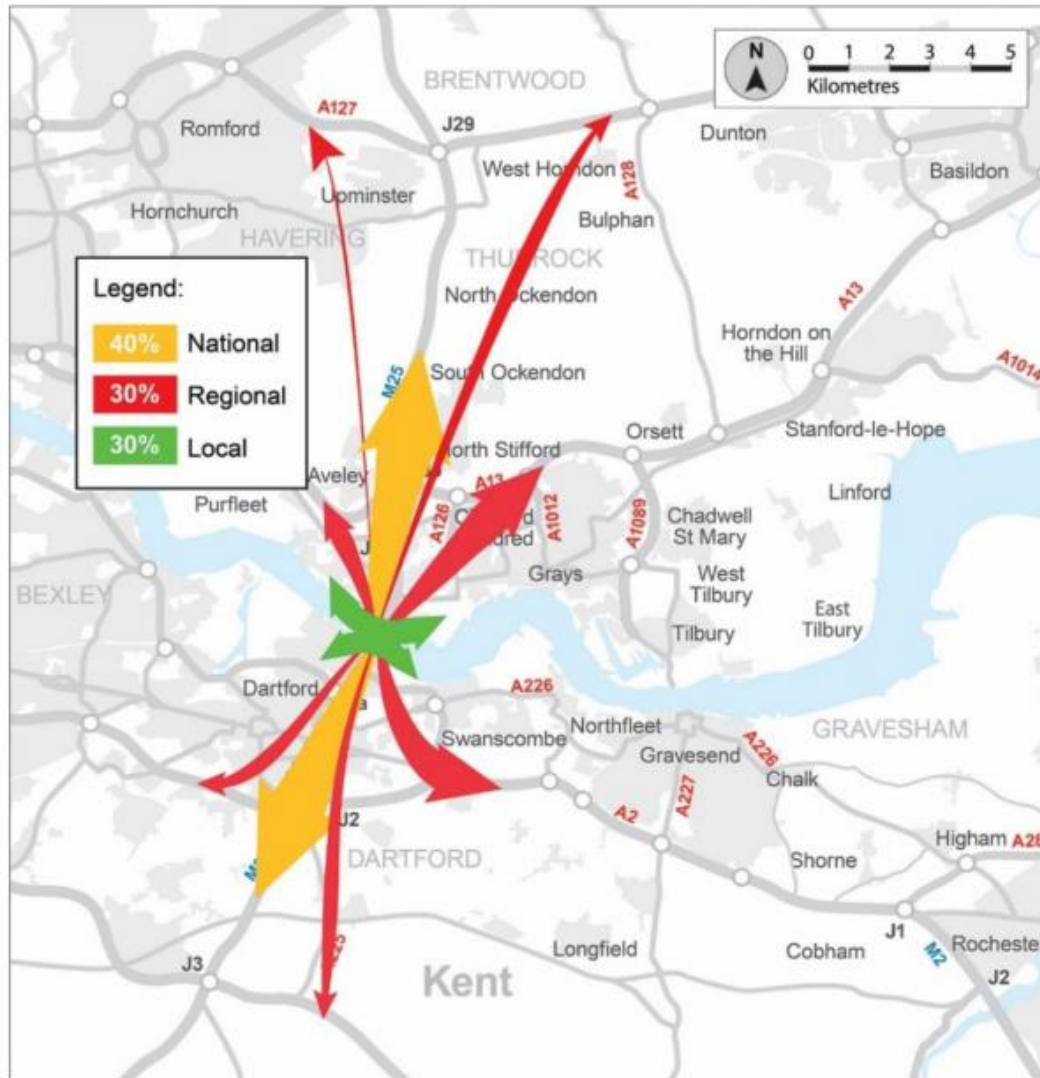 N
0 1 2 3 4 5
Kilometres
BRENTWOOD
A127
Romford
J29
Dunton
West Horndon
A128
Basildon
Upminster
Bulphan
Hornchurch
HAVERING
THURROCK
Legend:
40% National
30% Regional
30% Local
North Ockendon
A13
M25
South Ockendon
Horndon on
the Hill
A1014
North Stifford
Orsett
Stanford-le-Hope
Aveley
A13
Linford
Purfleet
A126
A1012
A1089
Chadwell
St Mary
Grays
BEXLEY
West
Tilbury
East
Tilbury
Tilbury
Dartford
A226
Swanscombe
Northfleet
GRAVESHAM
Gravesend
A226
Chalk
A227
J2
A2
DARTFORD
Higham
A28
Shorne
J1
Longfield
Cobham
M2
Rochester
J3
J2
Kent